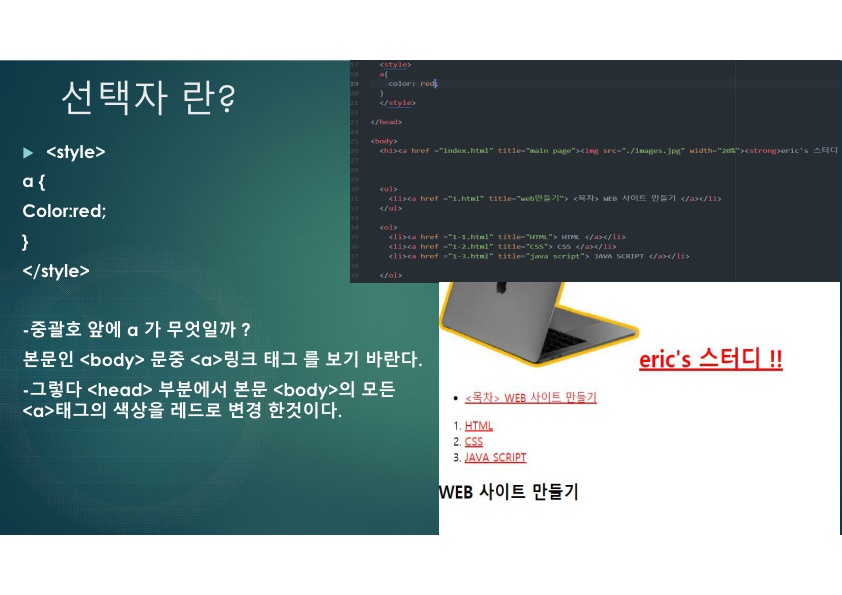 선택자 란?
<style>
a {
Color:red;
}
</style>
-중괄호 앞에 a 가 무엇일까 ?
본문인 <body> 문중 <a>링크 태그 를 보기 바란다.
-그렇다 <head> 부분에서 본문 <body>의 모든
<a>태그의 색상을 레드로 변경 한것이다.
17 <style>
18 a{
19 color: red;
20 }
21 </style>
22
23 </head>
24
25 <body>
26 <h1><a href ="index.html" title="main page"><img src="./images.jpg" width="20%"><strong>eric's 스터디
27
28
29
30 <ul>
31 <li><a href ="1.html" title="web만들기"> <목차> WEB 사이트 만들기 </a></li>
32 </ul>
33
34 <ol>
35 <li><a href ="1-1.html" title="HTML"> HTML </a></li>
36 <li><a href ="1-2.html" title="CSS"> CSS </a></li>
37 <li><a href ="1-3.html" title="java script"> JAVA SCRIPT </a></li>
38
39 </ol>
eric's 스터디 !!
<목차> WEB 사이트 만들기
1. HTML
2. CSS
3. JAVA SCRIPT
WEB 사이트 만들기